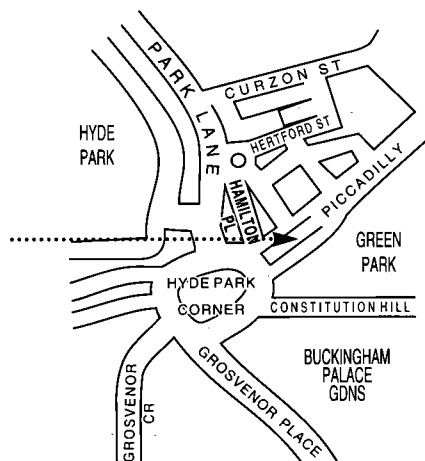 PARK LANE
CURZON ST
HYDE
PARK
HERTFORD ST
HAMILTON
PL
PICCADILLY
GREEN
PARK
HYDE PARK
CORNER
CONSTITUTION HILL
BUCKINGHAM
PALACE
GDNS
GROSVENOR
CR
GROSVENOR PLACE